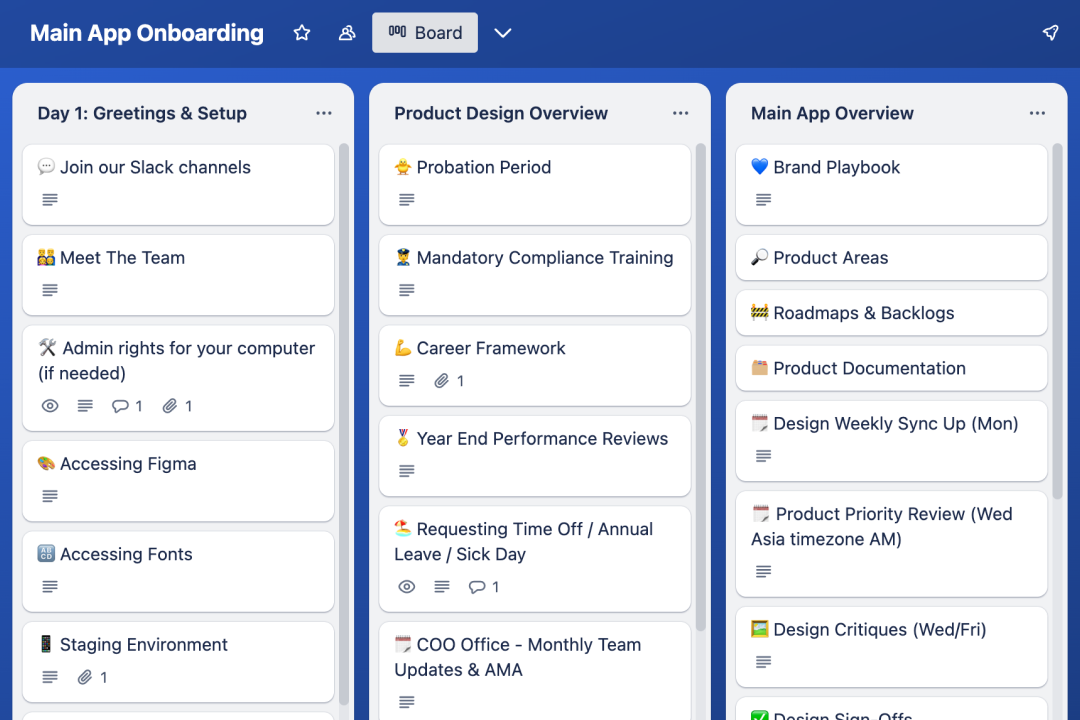 Main App Onboarding
Board
Day 1: Greetings & Setup
Join our Slack channels
Meet The Team
Admin rights for your computer
(if needed)
1
1
Accessing Figma
Accessing Fonts
Staging Environment
1
Product Design Overview
Probation Period
Mandatory Compliance Training
Career Framework
1
Year End Performance Reviews
Requesting Time Off / Annual
Leave / Sick Day
1
COO Office - Monthly Team
Updates & AMA
Main App Overview
Brand Playbook
Product Areas
Roadmaps & Backlogs
Product Documentation
Design Weekly Sync Up (Mon)
Product Priority Review (Wed
Asia timezone AM)
Design Critiques (Wed/Fri)
Design Sign-Offs